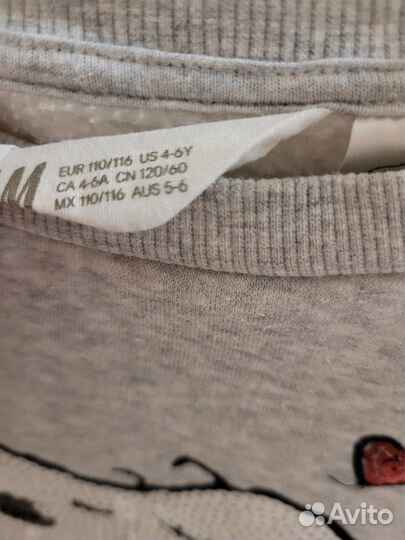 M
EUR 110/116 US 4-6Y
CA 4-6A CN 120/60
MX 110/116 AUS 5-6
Avito